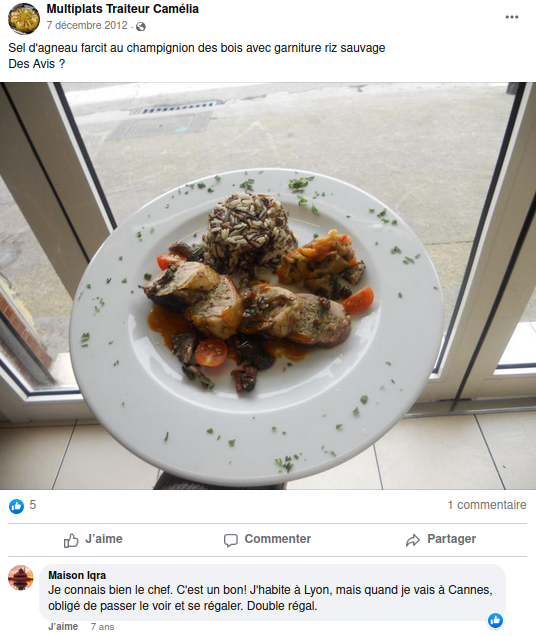 Multiplats Traiteur Camélia
7 décembre 2012 ·
Sel d'agneau farcit au champignion des bois avec garniture riz sauvage
Des Avis ?
5
1 commentaire
J'aime
Commenter
Partager
Maison Iqra
Je connais bien le chef. C'est un bon! J'habite à Lyon, mais quand je vais à Cannes,
obligé de passer le voir et se régaler. Double régal.
J'aime 7 ans